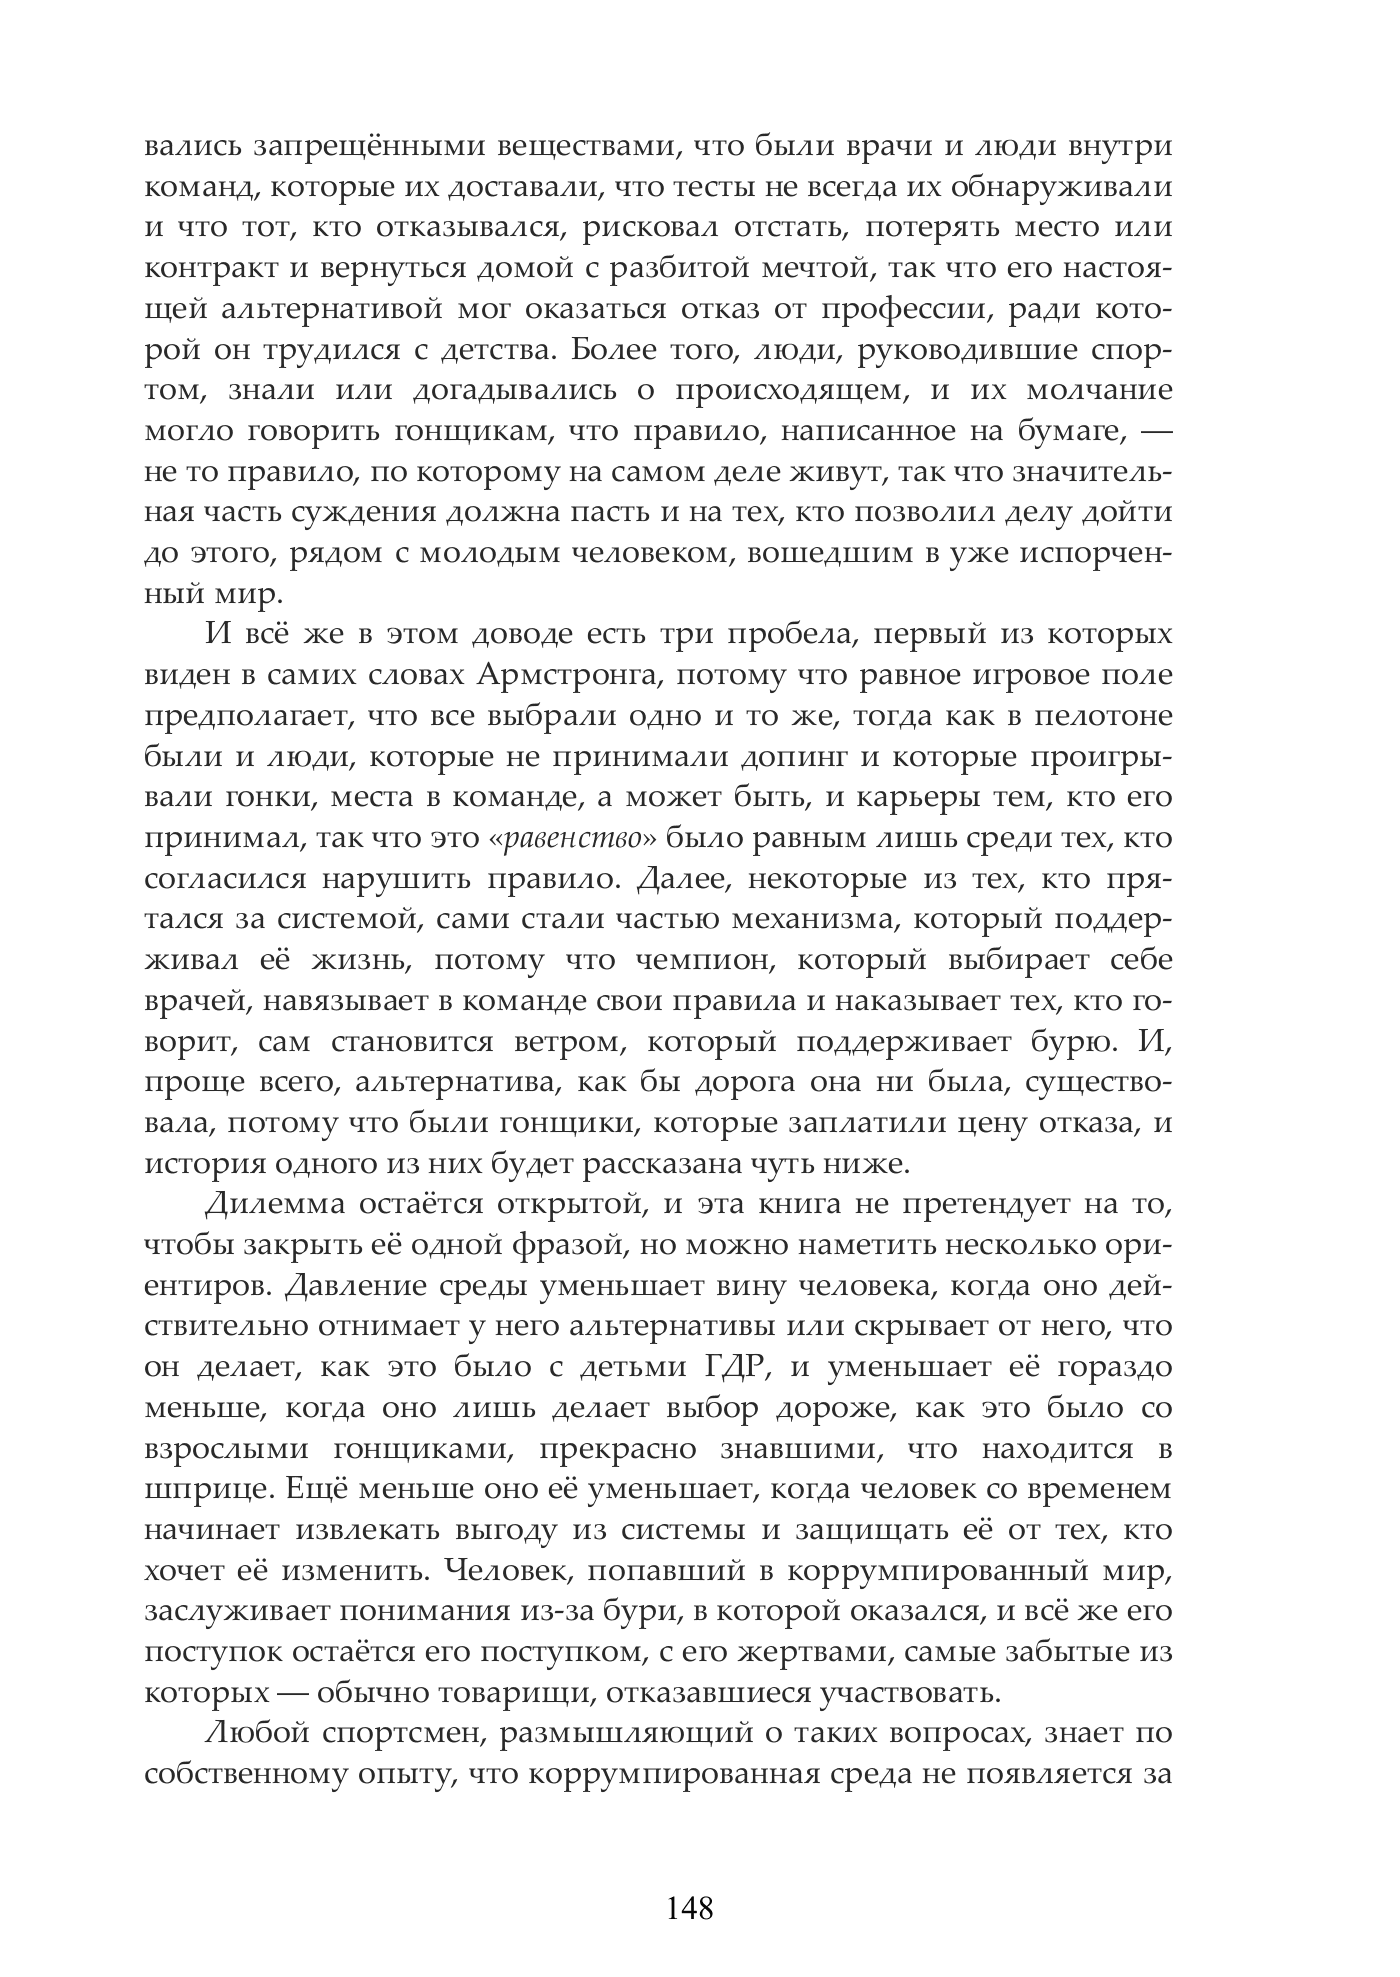 вались запрещёнными веществами, что были врачи и люди внутри
команд, которые их доставали, что тесты не всегда их обнаруживали
и что тот, кто отказывался, рисковал отстать, потерять место или
контракт и вернуться домой с разбитой мечтой, так что его настоя-
щей альтернативой мог оказаться отказ от профессии, ради кото-
рой он трудился с детства. Более того, люди, руководившие спор-
том, знали или догадывались о происходящем, и их молчание
могло говорить гонщикам, что правило, написанное на бумаге, —
не то правило, по которому на самом деле живут, так что значитель-
ная часть суждения должна пасть и на тех, кто позволил делу дойти
до этого, рядом с молодым человеком, вошедшим в уже испорчен-
ный мир.
И всё же в этом доводе есть три пробела, первый из которых
виден в самих словах Армстронга, потому что равное игровое поле
предполагает, что все выбрали одно и то же, тогда как в пелотоне
были и люди, которые не принимали допинг и которые проигры-
вали гонки, места в команде, а может быть, и карьеры тем, кто его
принимал, так что это «равенство» было равным лишь среди тех, кто
согласился нарушить правило. Далее, некоторые из тех, кто пря-
тался за системой, сами стали частью механизма, который поддер-
живал её жизнь, потому что чемпион, который выбирает себе
врачей, навязывает в команде свои правила и наказывает тех, кто го-
ворит, сам становится ветром, который поддерживает бурю. И,
проще всего, альтернатива, как бы дорога она ни была, существо-
вала, потому что были гонщики, которые заплатили цену отказа, и
история одного из них будет рассказана чуть ниже.
Дилемма остаётся открытой, и эта книга не претендует на то,
чтобы закрыть её одной фразой, но можно наметить несколько ори-
ентиров. Давление среды уменьшает вину человека, когда оно дей-
ствительно отнимает у него альтернативы или скрывает от него, что
он делает, как это было с детьми ГДР, и уменьшает её гораздо
меньше, когда оно лишь делает выбор дороже, как это было со
взрослыми гонщиками, прекрасно знавшими, что находится в
шприце. Ещё меньше оно её уменьшает, когда человек со временем
начинает извлекать выгоду из системы и защищать её от тех, кто
хочет её изменить. Человек, попавший в коррумпированный мир,
заслуживает понимания из-за бури, в которой оказался, и всё же его
поступок остаётся его поступком, с его жертвами, самые забытые из
которых — обычно товарищи, отказавшиеся участвовать.
Любой спортсмен, размышляющий о таких вопросах, знает по
собственному опыту, что коррумпированная среда не появляется за
148